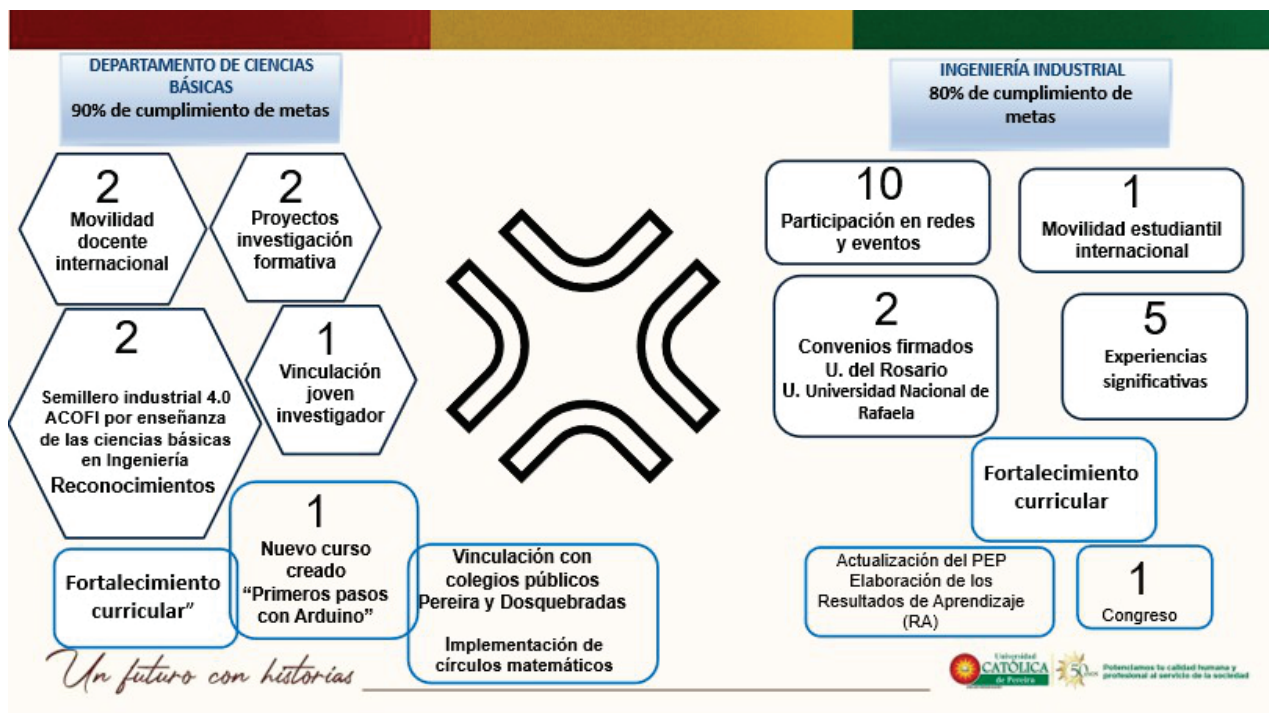 DEPARTAMENTO DE CIENCIAS
BÁSICAS
90% de cumplimiento de metas
2
Movilidad
docente
internacional
2
Proyectos
investigación
formativa
2
Semillero industrial 4.0
ACOFI por enseñanza
de las ciencias básicas
en Ingeniería
Reconocimientos
1
Vinculación
joven
investigador
Fortalecimiento
curricular”
1
Nuevo curso
creado
“Primeros pasos
con Arduino”
Vinculación con
colegios públicos
Pereira y Dosquebradas
Implementación de
círculos matemáticos
INGENIERÍA INDUSTRIAL
80% de cumplimiento de
metas
10
Participación en redes
y eventos
1
Movilidad estudiantil
internacional
2
Convenios firmados
U. del Rosario
U. Universidad Nacional de
Rafaela
5
Experiencias
significativas
Fortalecimiento
curricular
Actualización del PEP
Elaboración de los
Resultados de Aprendizaje
(RA)
1
Congreso
Un futuro con historias
Universidad
CATÓLICA
de Pereira
50 años
Potenciamos tu calidad humana y
profesional al servicio de la sociedad